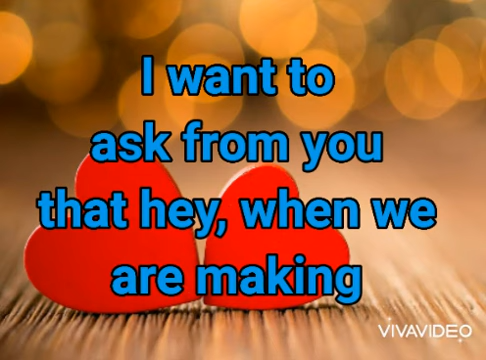 I want to
ask from you
that hey, when we
are making
VIVAVIDEO